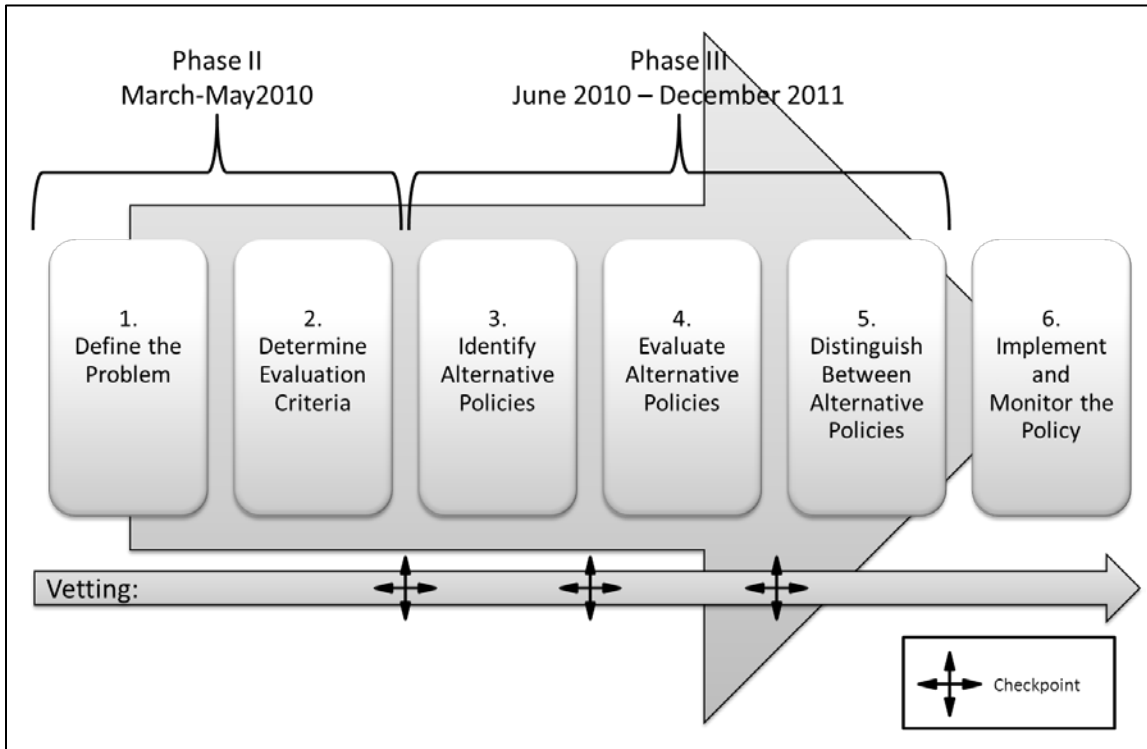 Phase II
March-May2010
Phase III
June 2010 – December 2011
1.
Define the
Problem
2.
Determine
Evaluation
Criteria
3.
Identify
Alternative
Policies
4.
Evaluate
Alternative
Policies
5.
Distinguish
Between
Alternative
Policies
6.
Implement
and
Monitor the
Policy
Vetting:
Checkpoint